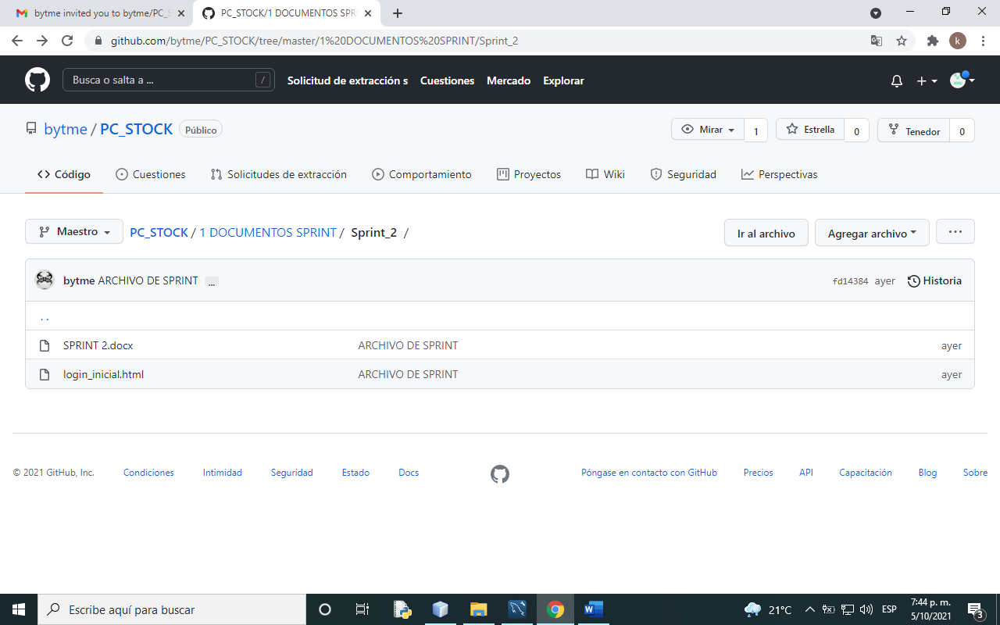 bytme invited you to bytme/PC_S
PC_STOCK/1 DOCUMENTOS SPRI
github.com/bytme/PC_STOCK/tree/master/1%20DOCUMENTOS%20SPRINT/Sprint_2
k
Busca o salta a ... /
Solicitud de extracción s Cuestiones Mercado Explorar
bytme / PC_STOCK Público
Mirar 1 Estrella 0 Tenedor 0
Código Cuestiones Solicitudes de extracción Comportamiento Proyectos Wiki Seguridad Perspectivas
Maestro PC_STOCK / 1 DOCUMENTOS SPRINT / Sprint_2 /
Ir al archivo Agregar archivo ...
bytme ARCHIVO DE SPRINT ... fd14384 ayer Historia
..
SPRINT 2.docx ARCHIVO DE SPRINT ayer
login_inicial.html ARCHIVO DE SPRINT ayer
© 2021 GitHub, Inc. Condiciones Intimidad Seguridad Estado Docs Póngase en contacto con GitHub Precios API Capacitación Blog Sobre
Escribe aquí para buscar
21°C ESP
7:44 p. m.
5/10/2021
3